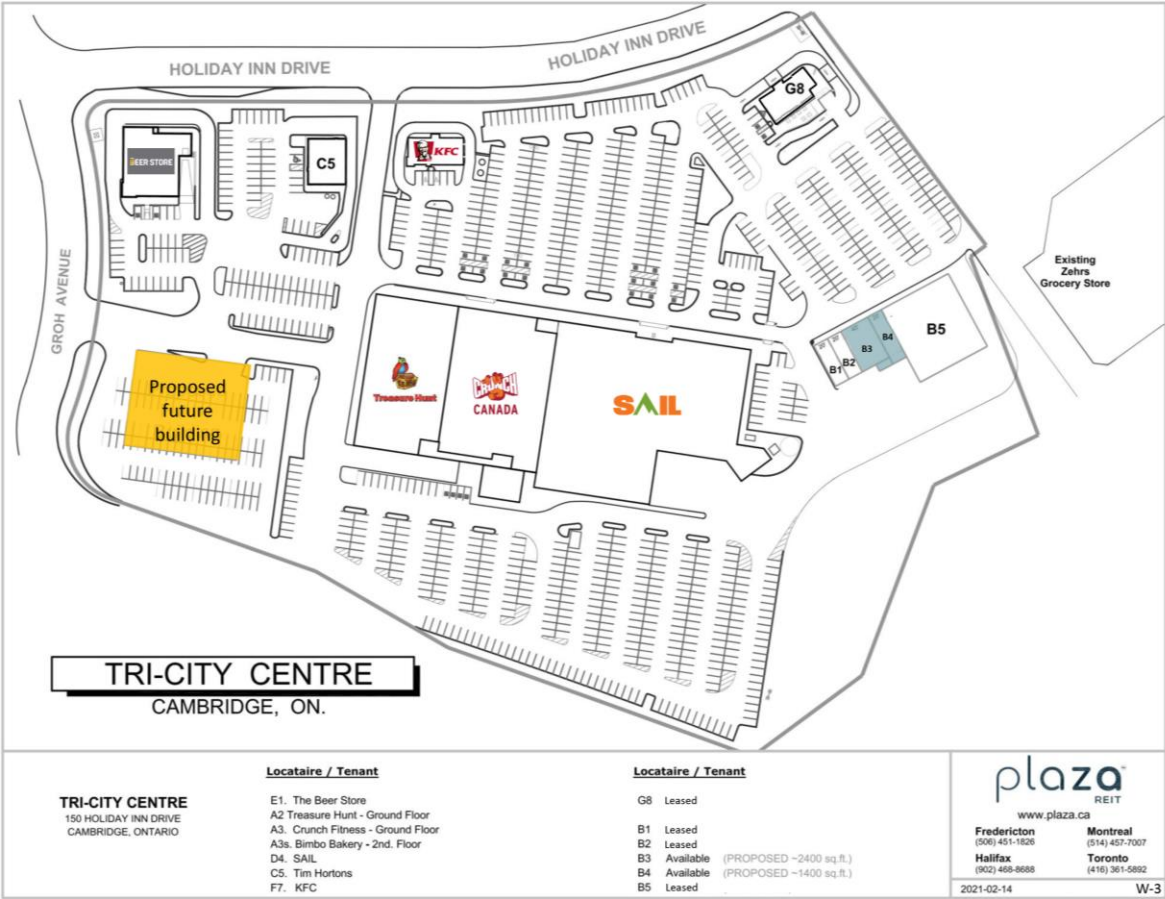 HOLIDAY INN DRIVE
HOLIDAY INN DRIVE
G8
BEER STORE
C5
KFC
GROH AVENUE
Existing
Zehrs
Grocery Store
B5
B4
B3
B2
B1
Proposed
future
building
Treasure Hunt
CRUNCH
CANADA
SAIL
TRI-CITY CENTRE
CAMBRIDGE, ON.
TRI-CITY CENTRE
150 HOLIDAY INN DRIVE
CAMBRIDGE, ONTARIO
Locataire / Tenant
E1. The Beer Store
A2 Treasure Hunt - Ground Floor
A3. Crunch Fitness - Ground Floor
A3s. Bimbo Bakery - 2nd. Floor
D4. SAIL
C5. Tim Hortons
F7. KFC
Locataire / Tenant
G8 Leased
B1 Leased
B2 Leased
B3 Available (PROPOSED ~2400 sq.ft.)
B4 Available (PROPOSED ~1400 sq.ft.)
B5 Leased
plaza
REIT
www.plaza.ca
Fredericton Montreal
(506) 451-1826 (514) 457-7007
Halifax Toronto
(902) 468-8688 (416) 361-5892
2021-02-14 W-3